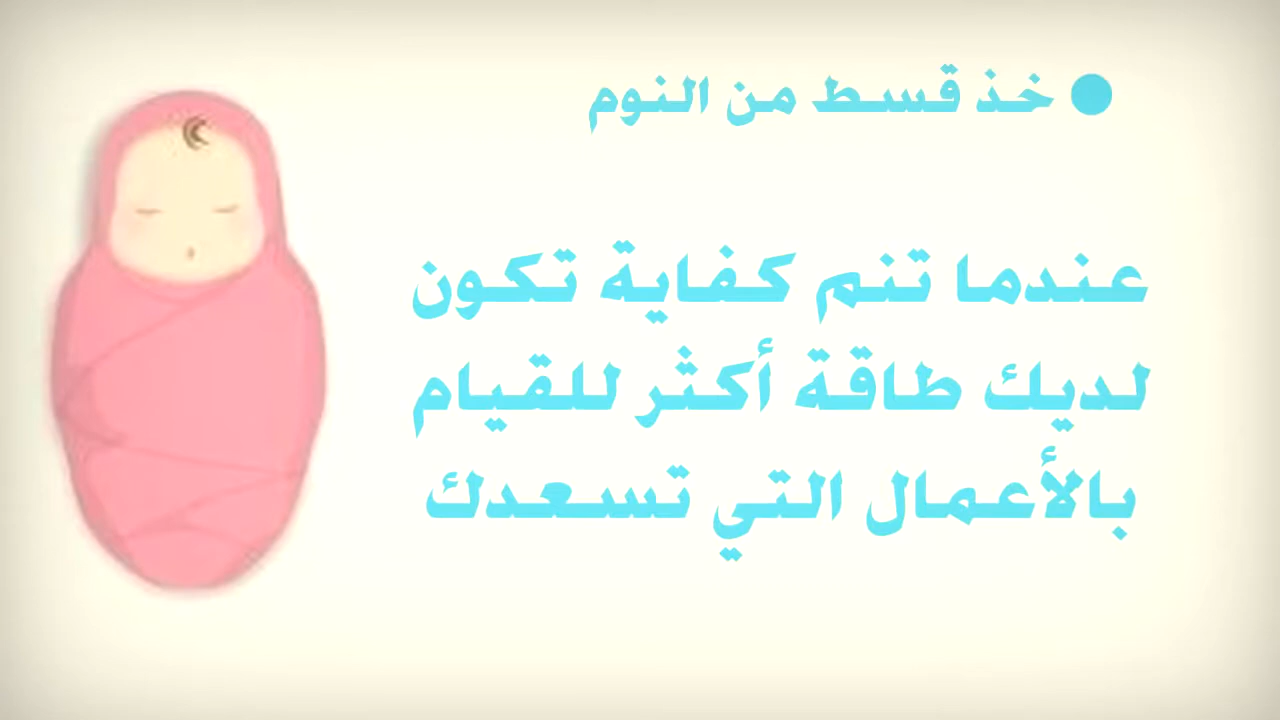 ● خذ قسط من النوم
عندما تنم كفاية تكون
لديك طاقة أكثر للقيام
بالأعمال التي تسعدك